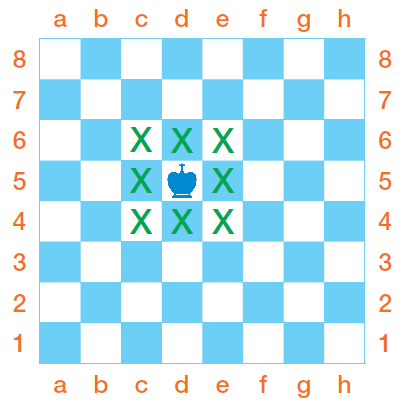 a b c d e f g h
8 8
7 7
6 X X X 6
5 X X 5
4 X X X 4
3 3
2 2
1 1
a b c d e f g h